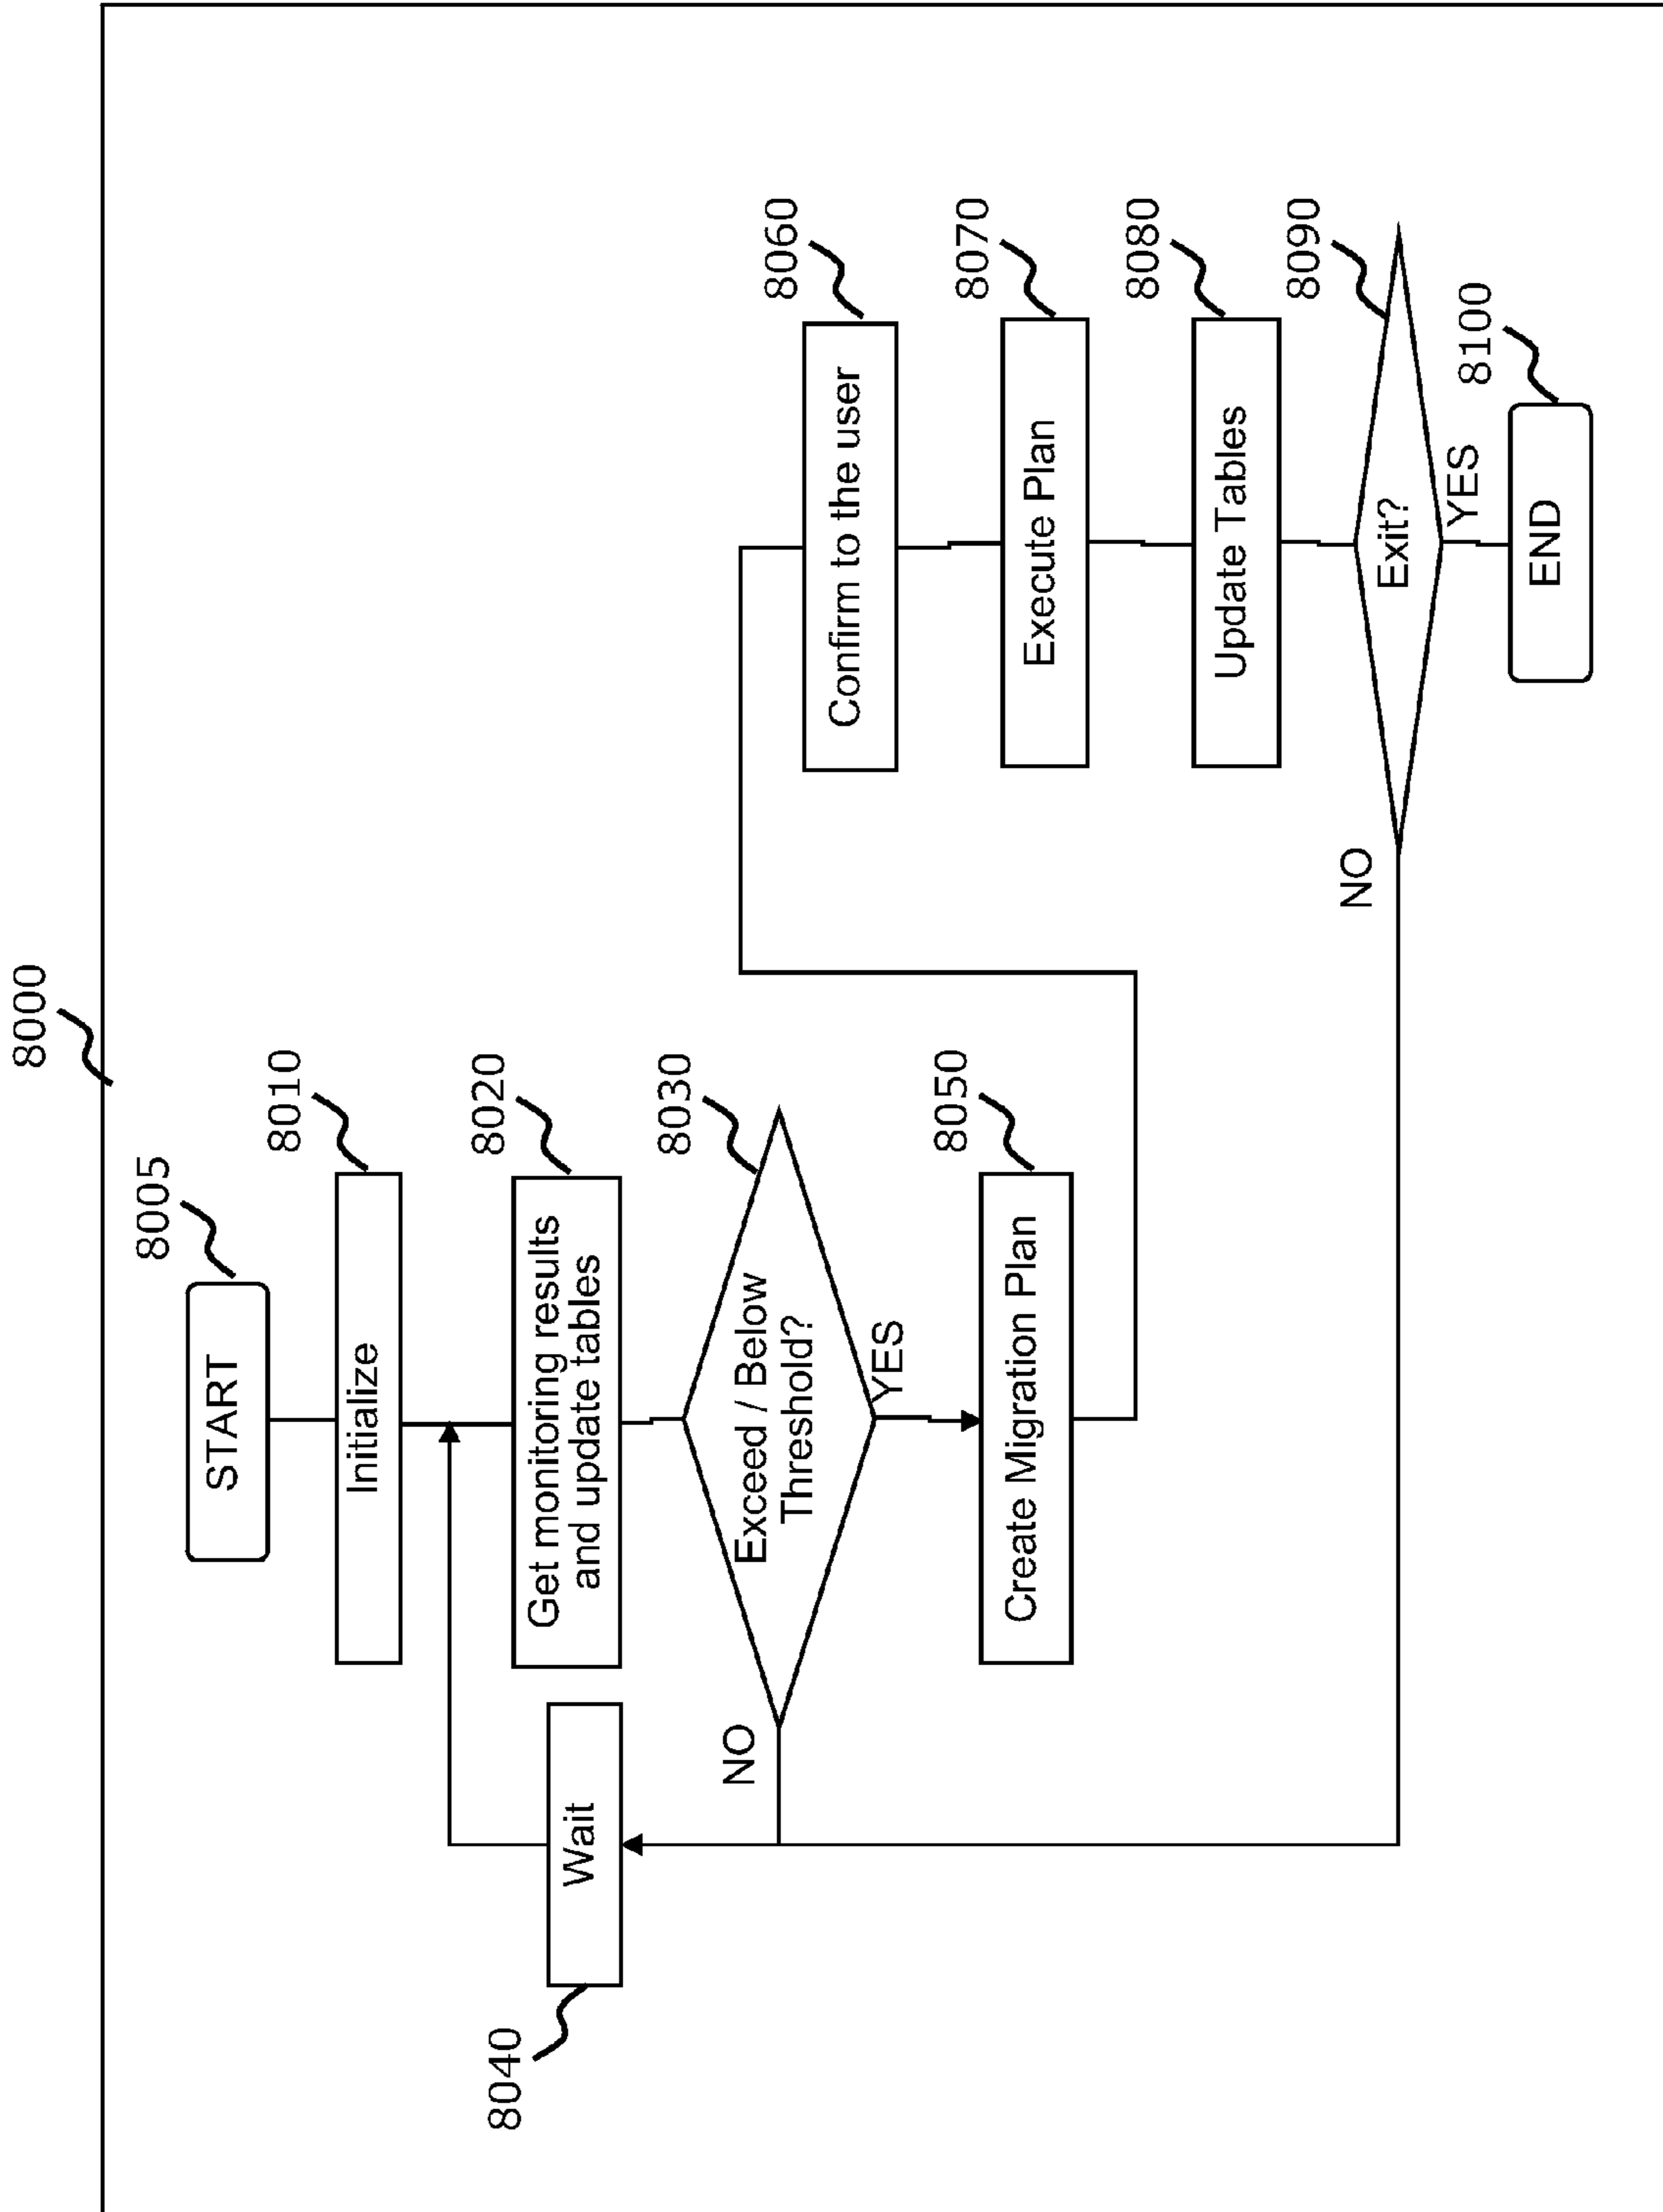 8000
8005
START
8010
Initialize
8020
Get monitoring results
and update tables
8030
Exceed / Below
Threshold?
NO
YES
8040
Wait
8050
Create Migration Plan
8060
Confirm to the user
8070
Execute Plan
8080
Update Tables
8090
Exit?
NO
YES
8100
END